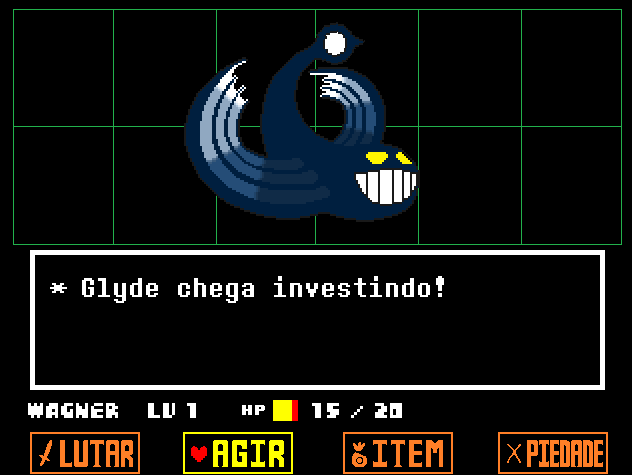 * Glyde chega investindo!
WAGNER LV 1 HP 15 / 20
LUTAR AGIR ITEM PIEDADE